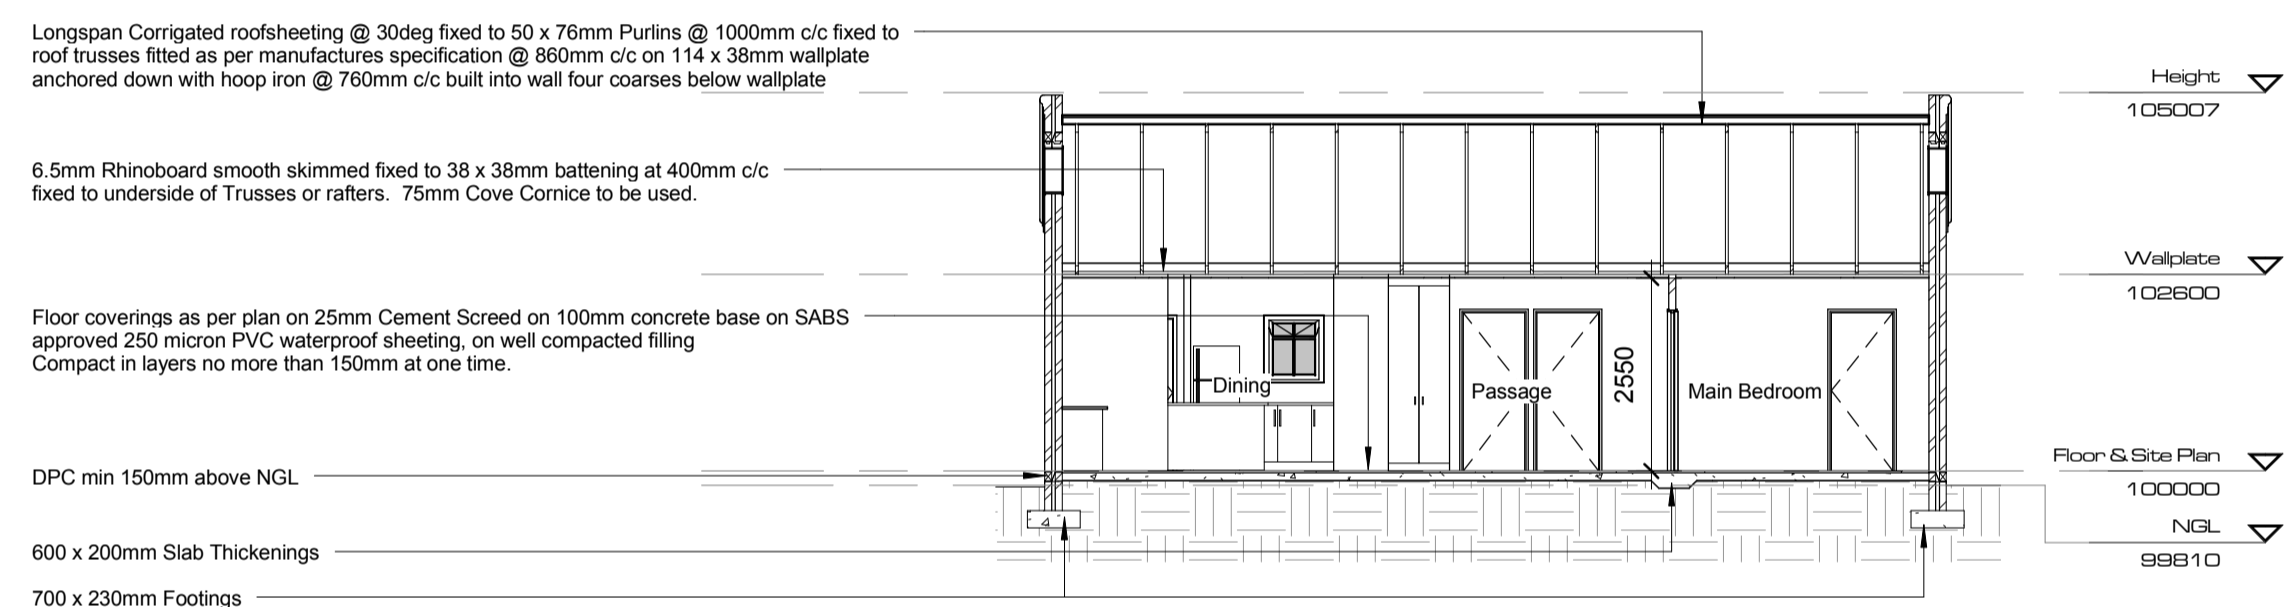 Longspan Corrigated roofsheeting @ 30deg fixed to 50 x 76mm Purlins @ 1000mm c/c fixed to
roof trusses fitted as per manufactures specification @ 860mm c/c on 114 x 38mm wallplate
anchored down with hoop iron @ 760mm c/c built into wall four coarses below wallplate
Height
105007
6.5mm Rhinoboard smooth skimmed fixed to 38 x 38mm battening at 400mm c/c
fixed to underside of Trusses or rafters. 75mm Cove Cornice to be used.
Wallplate
102600
Floor coverings as per plan on 25mm Cement Screed on 100mm concrete base on SABS
approved 250 micron PVC waterproof sheeting, on well compacted filling
Compact in layers no more than 150mm at one time.
Dining
Passage
2550
Main Bedroom
Floor & Site Plan
100000
DPC min 150mm above NGL
NGL
99810
600 x 200mm Slab Thickenings
700 x 230mm Footings